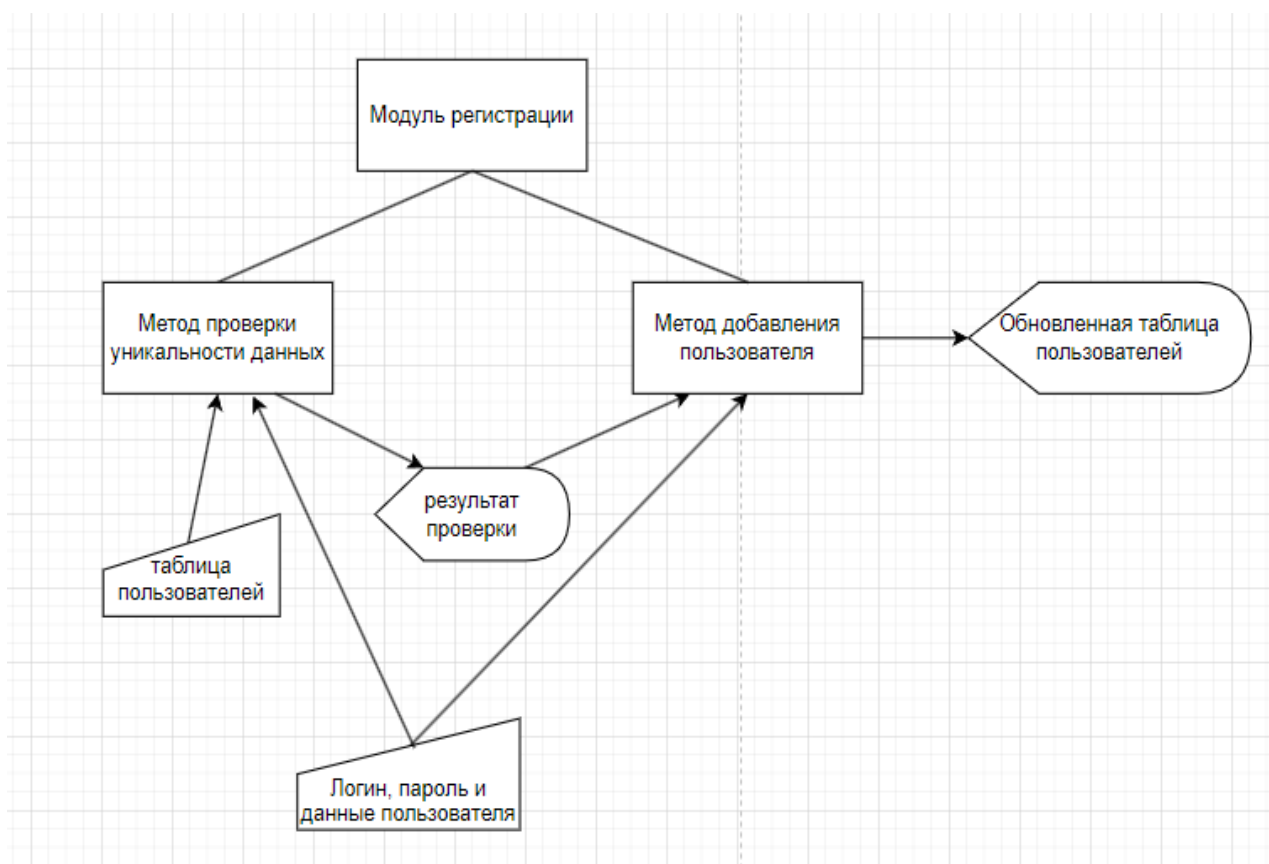 Модуль регистрации
Метод проверки
уникальности данных
Метод добавления
пользователя
Обновленная таблица
пользователей
результат
проверки
таблица
пользователей
Логин, пароль и
данные пользователя